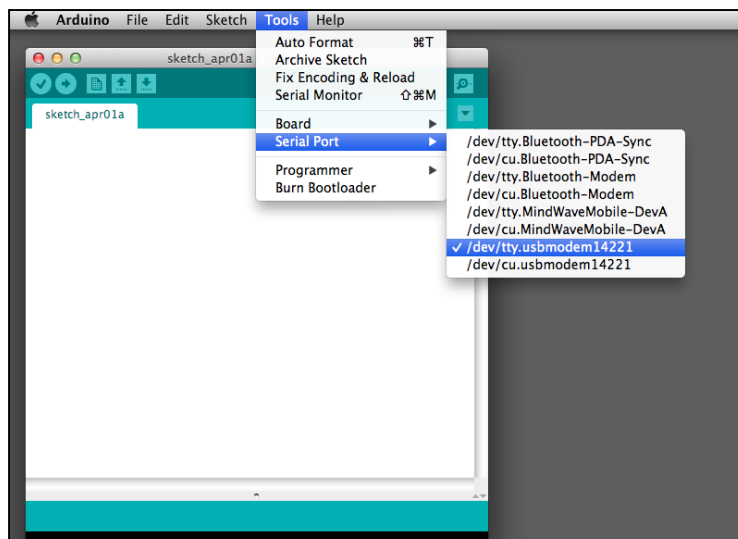 Arduino File Edit Sketch Tools Help
sketch_apr01a
sketch_apr01a
Auto Format ⌘T
Archive Sketch
Fix Encoding & Reload
Serial Monitor ⇧⌘M
Board ▶
Serial Port ▶
Programmer ▶
Burn Bootloader
/dev/tty.Bluetooth-PDA-Sync
/dev/cu.Bluetooth-PDA-Sync
/dev/tty.Bluetooth-Modem
/dev/cu.Bluetooth-Modem
/dev/tty.MindWaveMobile-DevA
/dev/cu.MindWaveMobile-DevA
✓ /dev/tty.usbmodem14221
/dev/cu.usbmodem14221